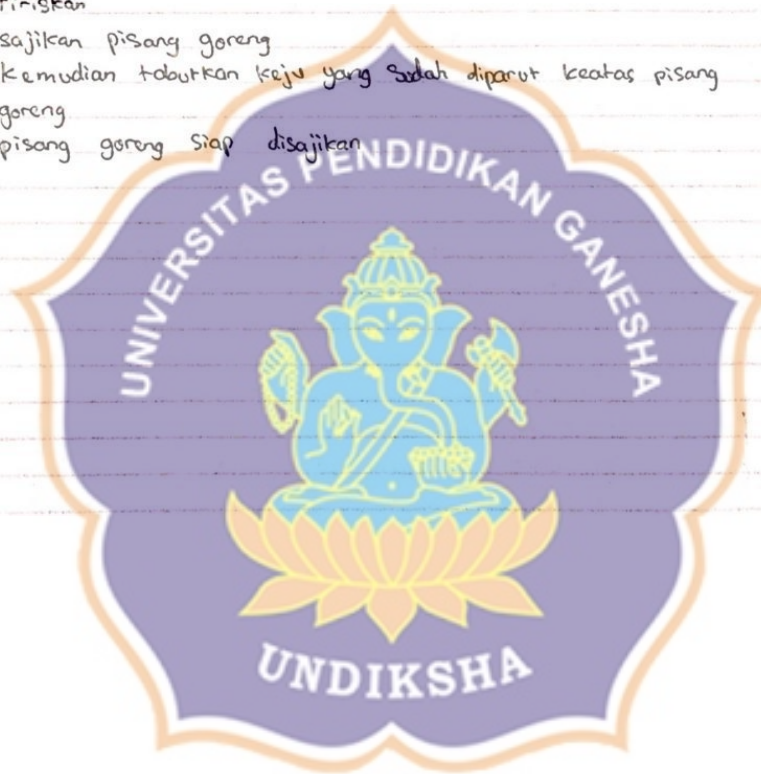 tiriskan
sajikan pisang goreng
kemudian taburkan keju yang sudah diparut keatas pisang
goreng
pisang goreng siap disajikan
UNIVERSITAS PENDIDIKAN GANESHA
UNDIKSHA